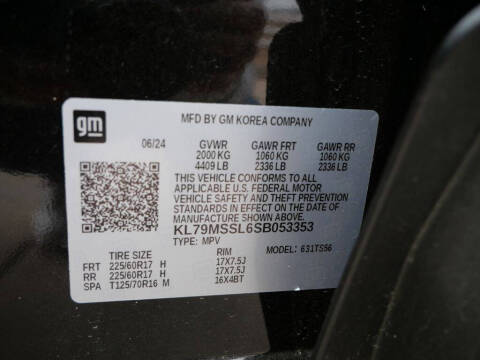 gm
MFD BY GM KOREA COMPANY
06/24 GVWR GAWR FRT GAWR RR
2000 KG 1060 KG 1060 KG
4409 LB 2336 LB 2336 LB
THIS VEHICLE CONFORMS TO ALL
APPLICABLE U.S. FEDERAL MOTOR
VEHICLE SAFETY AND THEFT PREVENTION
STANDARDS IN EFFECT ON THE DATE OF
MANUFACTURE SHOWN ABOVE.
KL79MSSL6SB053353
TYPE: MPV MODEL: 631TS56
TIRE SIZE RIM
FRT 225/60R17 H 17X7.5J
RR 225/60R17 H 17X7.5J
SPA T125/70R16 M 16X4BT